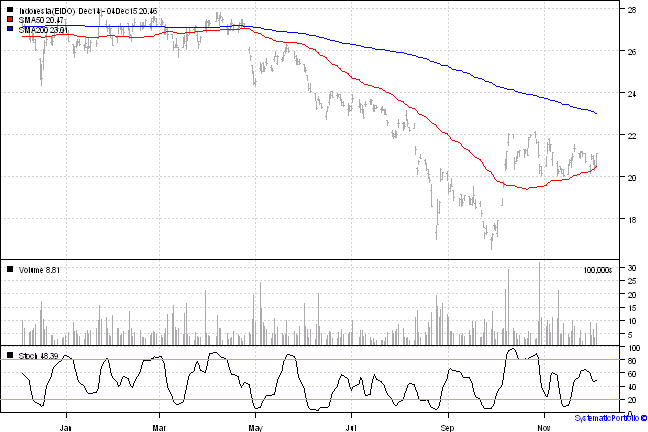 Indonesia(EIDO) Dec14 - 04Dec15 20.46
SMA50 20.47
SMA200 23.01
28
26
24
22
20
18
Volume 8.81
100,000s
30
25
20
15
10
5
Stoch 48.39
100
80
60
40
20
0
Jan Mar May Jul Sep Nov
SystematicPortfolio ©